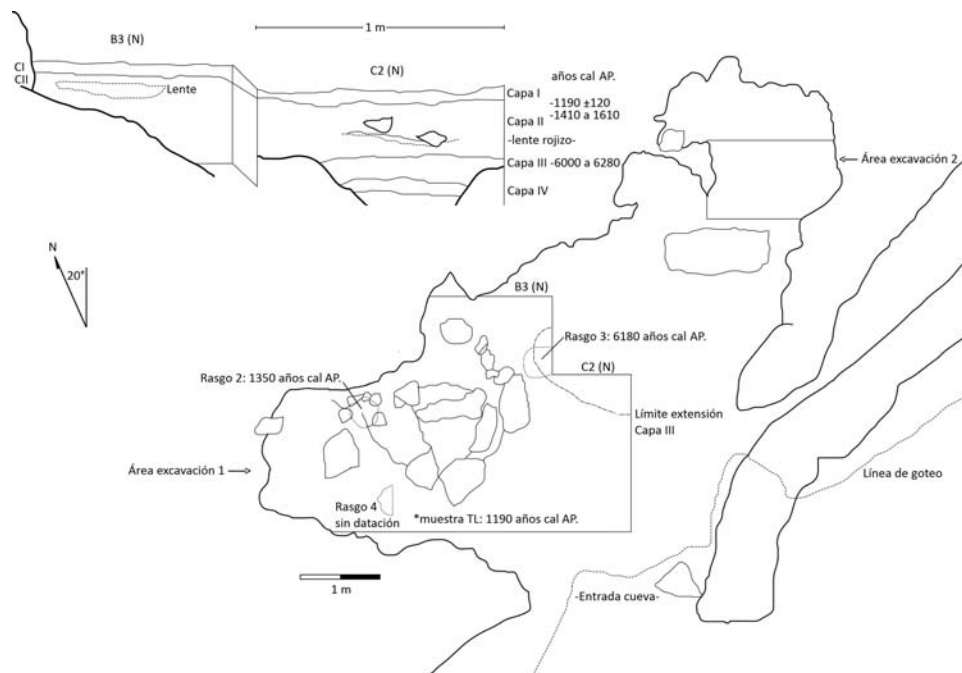 B3 (N)
1 m
CI
CII
Lente
C2 (N)
años cal AP.
Capa I
-1190 ±120
-1410 a 1610
Capa II
-lente rojizo-
Capa III -6000 a 6280
Capa IV
Área excavación 2
N
20°
B3 (N)
Rasgo 3: 6180 años cal AP.
C2 (N)
Rasgo 2: 1350 años cal AP.
Límite extensión
Capa III
Área excavación 1
Línea de goteo
Rasgo 4
sin datación
*muestra TL: 1190 años cal AP.
1 m
-Entrada cueva-